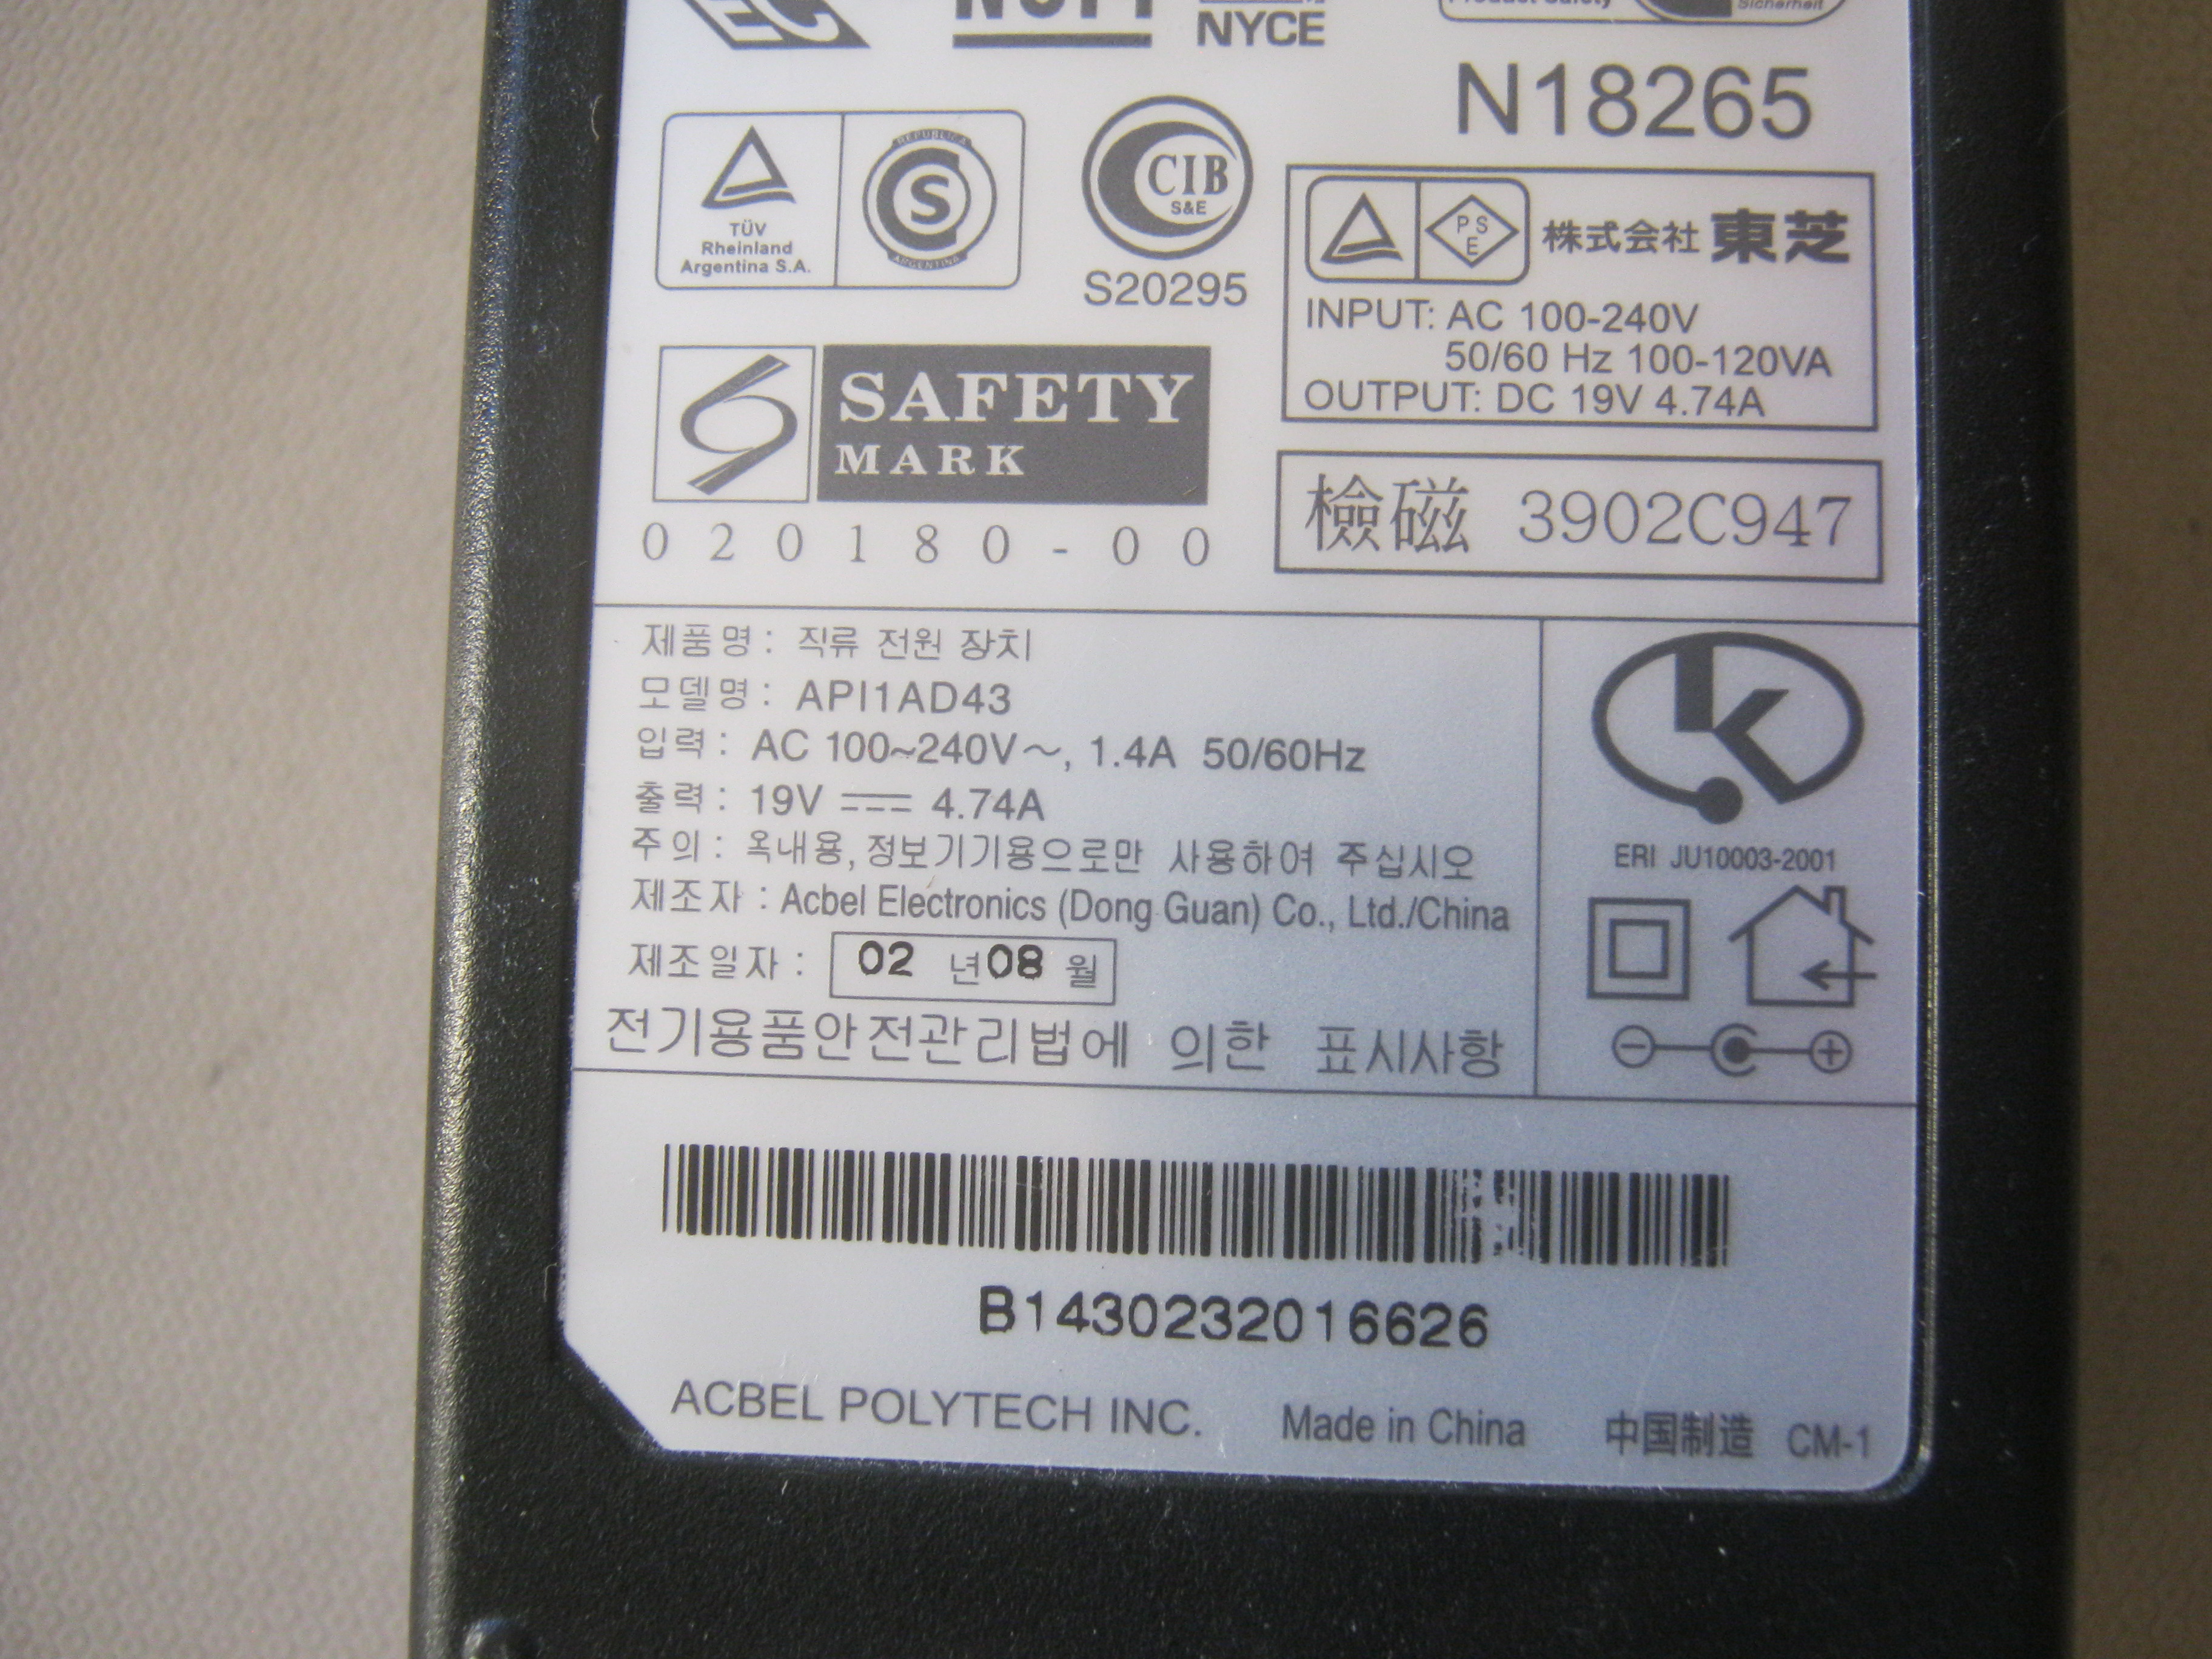 NYCE
Product Safety
Sicherheit
N18265
TÜV
Rheinland
Argentina S.A.
REPUBLICA
S
ARGENTINA
CIB
S&E
S20295
PS
E
株式会社 東芝
INPUT: AC 100-240V
50/60 Hz 100-120VA
OUTPUT: DC 19V 4.74A
SAFETY
MARK
020180-00
檢磁 3902C947
제품명: 직류 전원 장치
모델명: API1AD43
입력: AC 100~240V~, 1.4A 50/60Hz
출력: 19V ⎓ 4.74A
주의: 옥내용, 정보기기용으로만 사용하여 주십시오
제조자: Acbel Electronics (Dong Guan) Co., Ltd./China
제조일자: 02 년 08 월
전기용품안전관리법에 의한 표시사항
K
ERI JU10003-2001
B1430232016626
ACBEL POLYTECH INC. Made in China 中国制造 CM-1